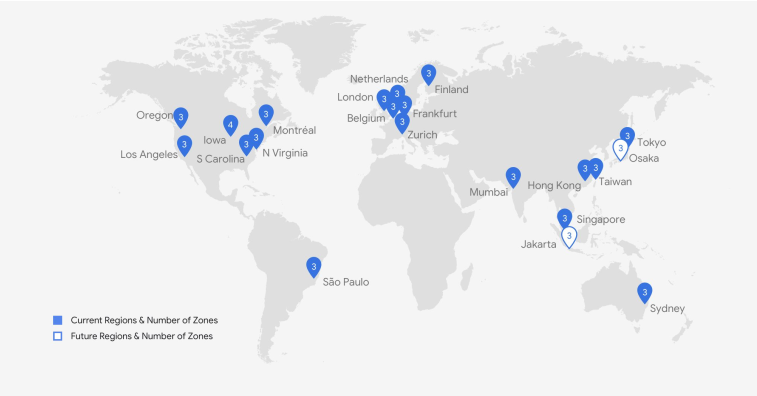 Netherlands
3
Finland
London
3
3
3
3
Belgium
Frankfurt
3
Zurich
Oregon
3
4
Iowa
3
Montréal
Los Angeles
3
S Carolina
3
3
N Virginia
3
Tokyo
3
Osaka
Mumbai
3
Hong Kong
3
3
Taiwan
3
Singapore
Jakarta
3
3
São Paulo
3
Sydney
Current Regions & Number of Zones
Future Regions & Number of Zones